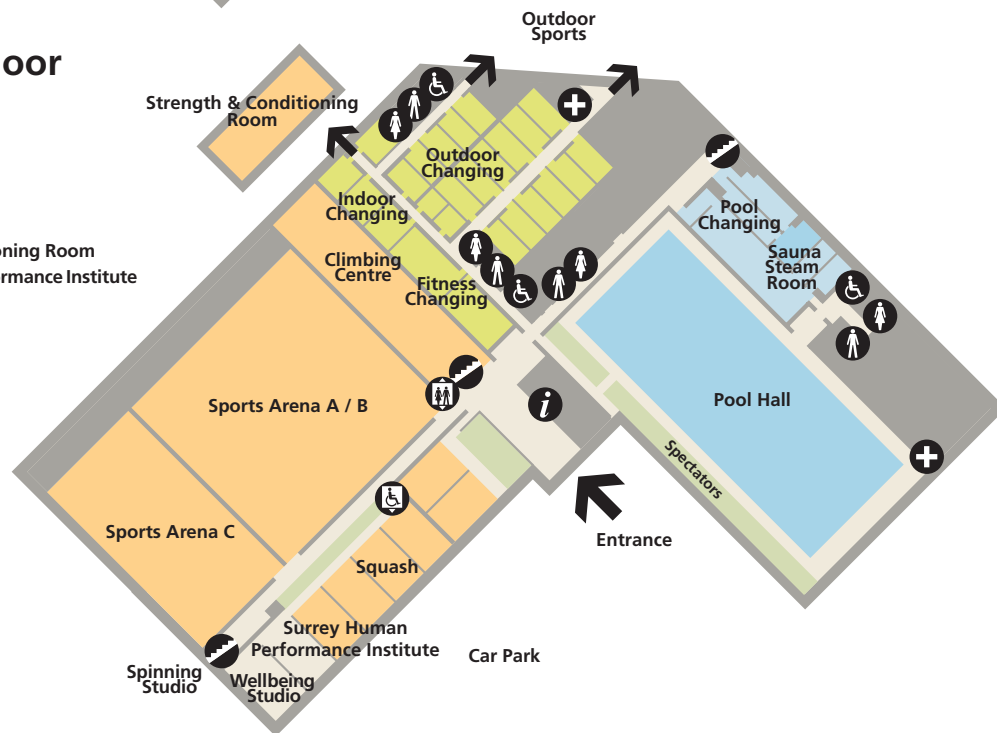 Outdoor
Sports
oor
Strength & Conditioning
Room
Outdoor
Changing
Indoor
Changing
Pool
Changing
oning Room
ormance Institute
Climbing
Centre
Fitness
Changing
Sauna
Steam
Room
Sports Arena A / B
i
Pool Hall
Spectators
Sports Arena C
Entrance
Squash
Surrey Human
Performance Institute
Car Park
Spinning
Studio
Wellbeing
Studio